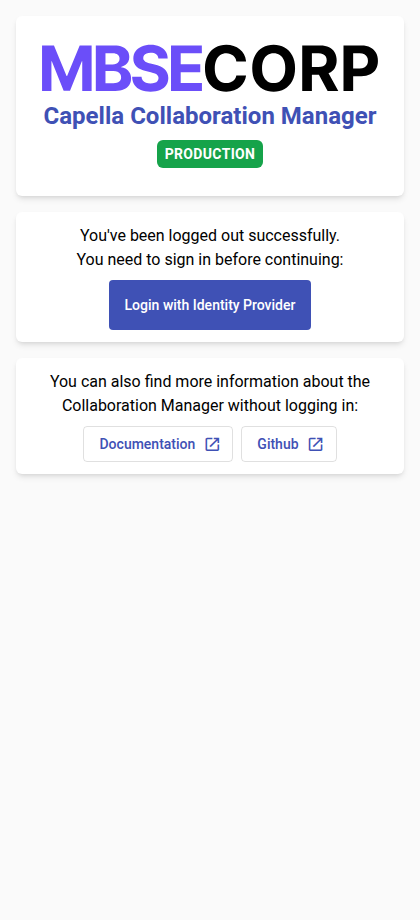 MBSECORP
Capella Collaboration Manager
PRODUCTION
You've been logged out successfully.
You need to sign in before continuing:
Login with Identity Provider
You can also find more information about the
Collaboration Manager without logging in:
Documentation
Github